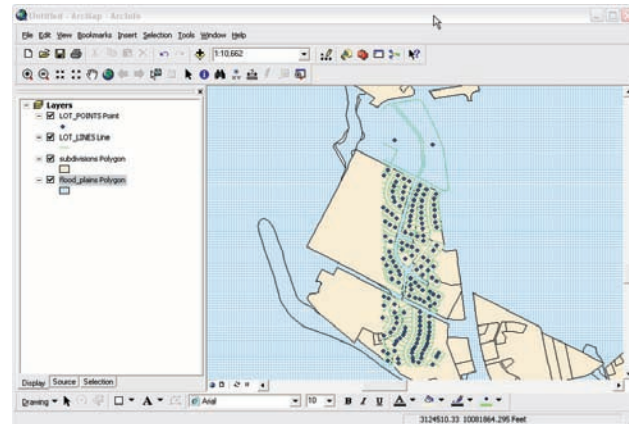 Untitled - ArcMap - ArcInfo
File Edit View Bookmarks Insert Selection Tools Window Help
1:10,662
Layers
LOT_POINTS Point
LOT_LINES Line
subdivisions Polygon
flood_plains Polygon
Display Source Selection
Drawing A Arial 10 B I U A
3124510.33 10081864.295 Feet